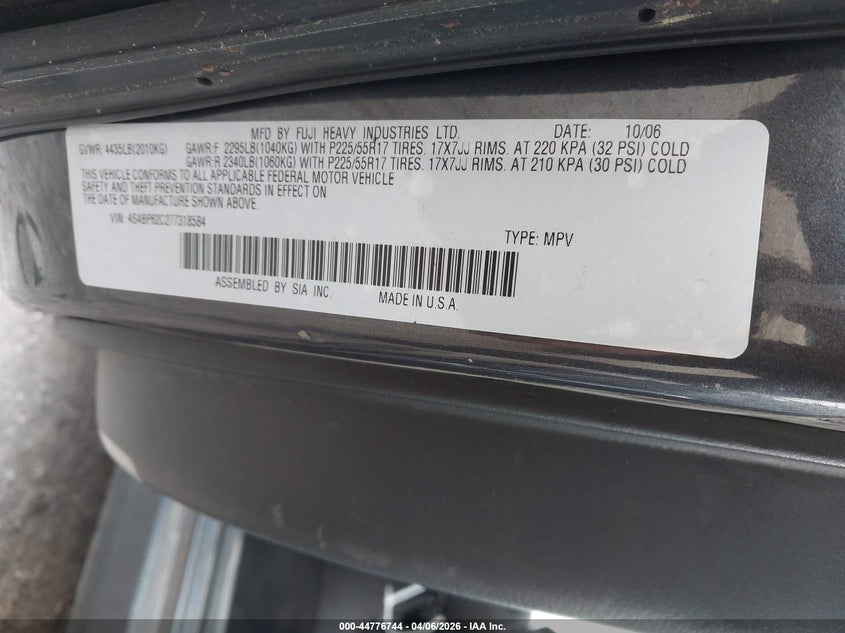 MFD BY FUJI HEAVY INDUSTRIES LTD. DATE: 10/06
GVWR: 4435LB(2010KG) GAWR:F 2295LB(1040KG) WITH P225/55R17 TIRES. 17X7JJ RIMS. AT 220 KPA (32 PSI) COLD
GAWR:R 2340LB(1060KG) WITH P225/55R17 TIRES. 17X7JJ RIMS. AT 210 KPA (30 PSI) COLD
THIS VEHICLE CONFORMS TO ALL APPLICABLE FEDERAL MOTOR VEHICLE
SAFETY AND THEFT PREVENTION STANDARDS IN EFFECT ON
THE DATE OF MANUFACTURE SHOWN ABOVE.
VIN: 4S4BP62C277318584
TYPE: MPV
ASSEMBLED BY SIA INC. MADE IN U.S.A.
000-44776744 - 04/06/2026 - IAA Inc.